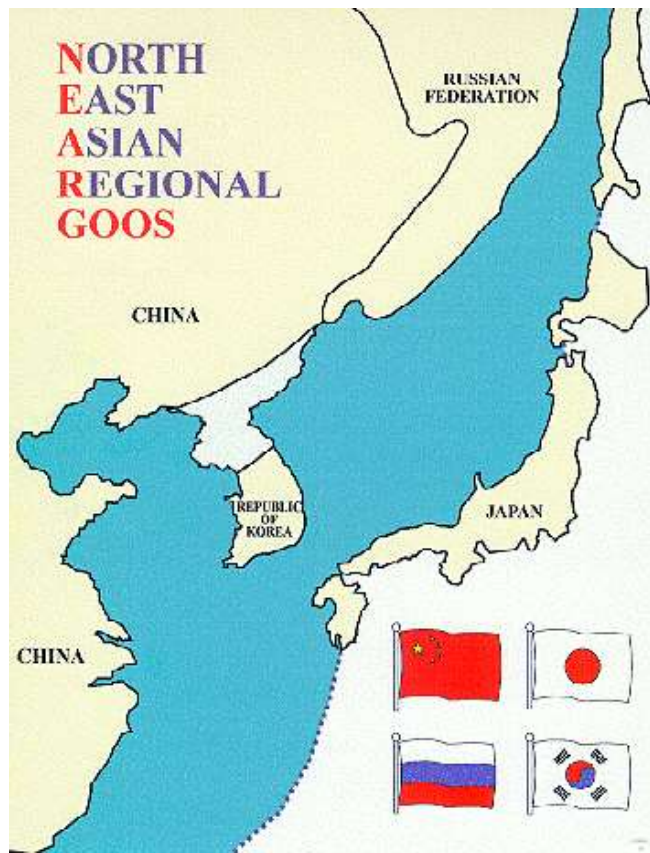 NORTH
EAST
ASIAN
REGIONAL
GOOS
RUSSIAN
FEDERATION
CHINA
REPUBLIC
OF
KOREA
JAPAN
CHINA